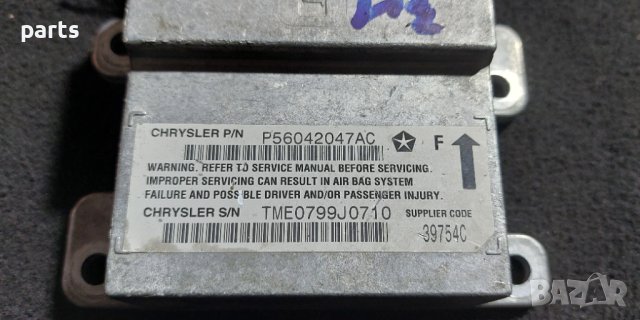 parts
CHRYSLER P/N P56042047AC
F
WARNING. REFER TO SERVICE MANUAL BEFORE SERVICING.
IMPROPER SERVICING CAN RESULT IN AIR BAG SYSTEM
FAILURE AND POSSIBLE DRIVER AND/OR PASSENGER INJURY.
CHRYSLER S/N TME0799J0710 SUPPLIER CODE
39754C
BAZAR